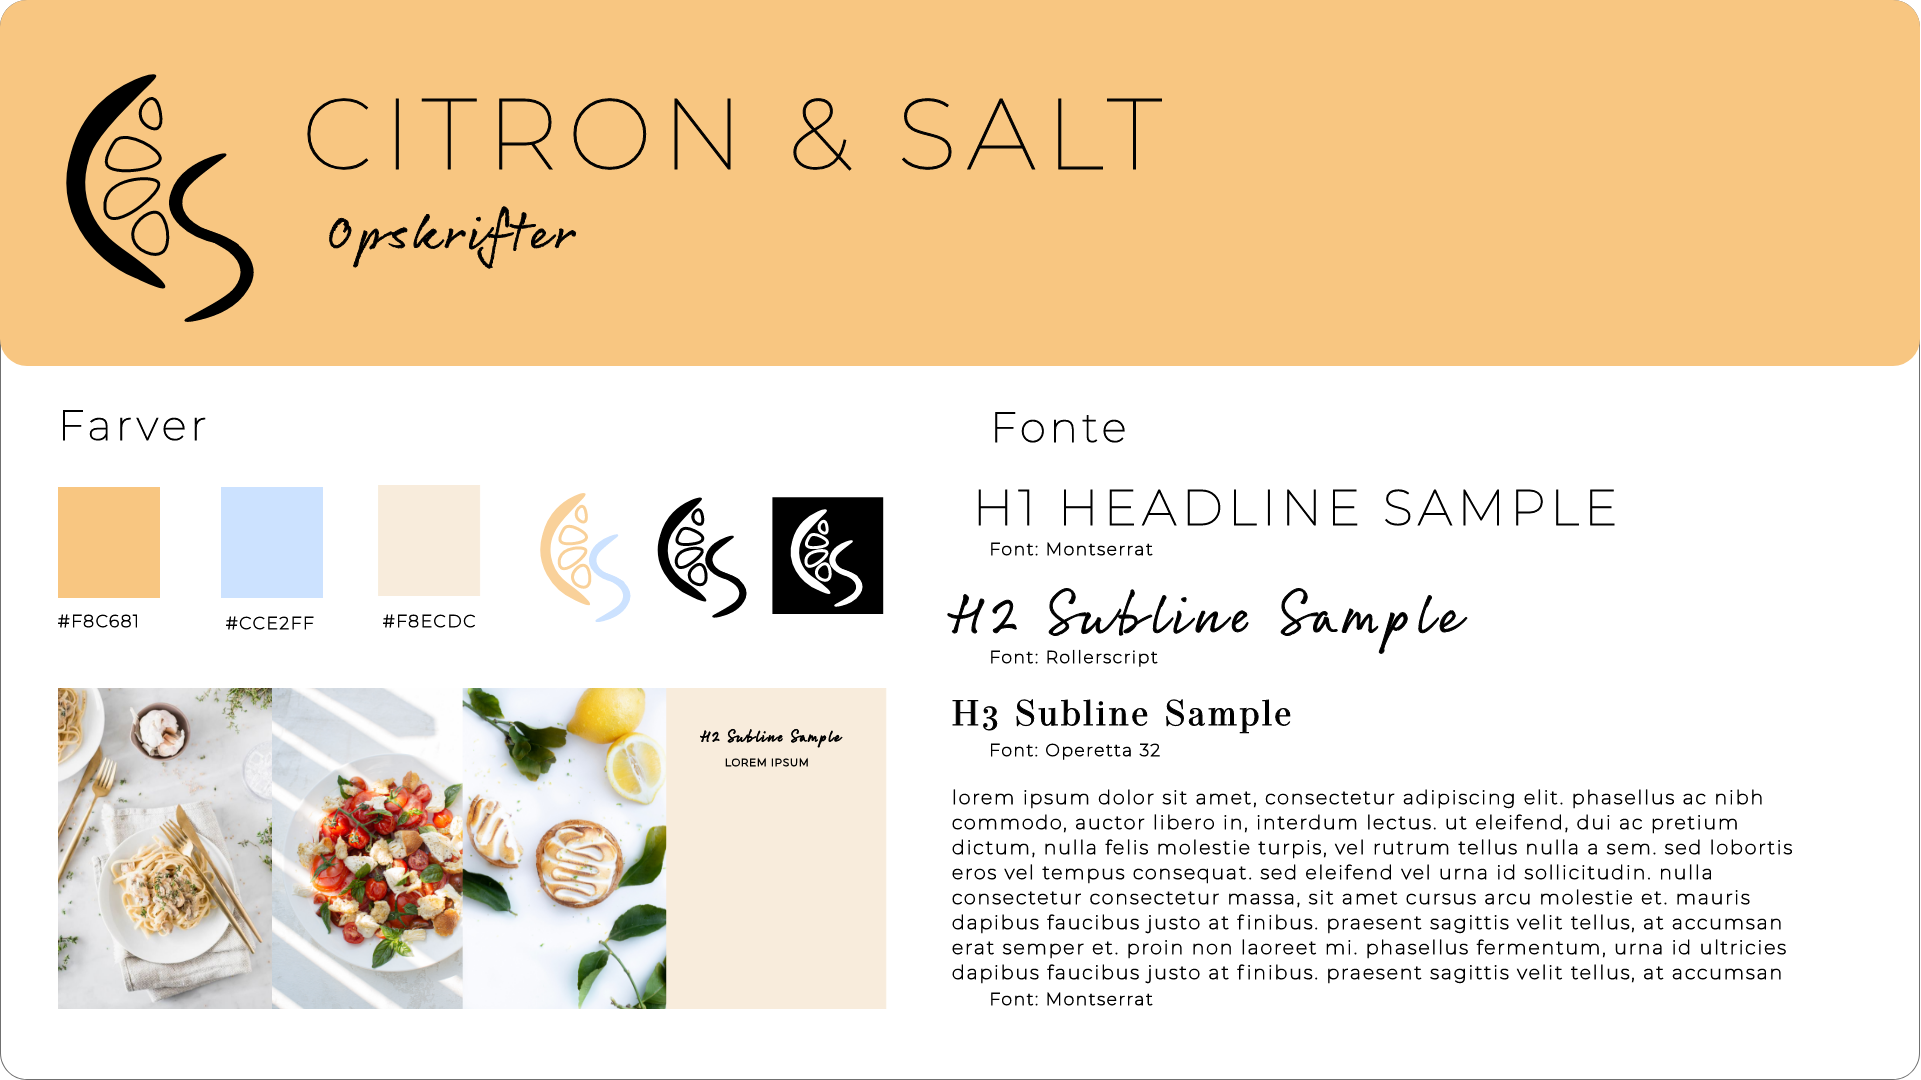 CITRON & SALT
Opskrifter
Farver
#F8C681
#CCE2FF
#F8ECDC
H2 Subline Sample
LOREM IPSUM
Fonte
H1 HEADLINE SAMPLE
Font: Montserrat
H2 Subline Sample
Font: Rollerscript
H3 Subline Sample
Font: Operetta 32
lorem ipsum dolor sit amet, consectetur adipiscing elit. phasellus ac nibh
commodo, auctor libero in, interdum lectus. ut eleifend, dui ac pretium
dictum, nulla felis molestie turpis, vel rutrum tellus nulla a sem. sed lobortis
eros vel tempus consequat. sed eleifend vel urna id sollicitudin. nulla
consectetur consectetur massa, sit amet cursus arcu molestie et. mauris
dapibus faucibus justo at finibus. praesent sagittis velit tellus, at accumsan
erat semper et. proin non laoreet mi. phasellus fermentum, urna id ultricies
dapibus faucibus justo at finibus. praesent sagittis velit tellus, at accumsan
Font: Montserrat